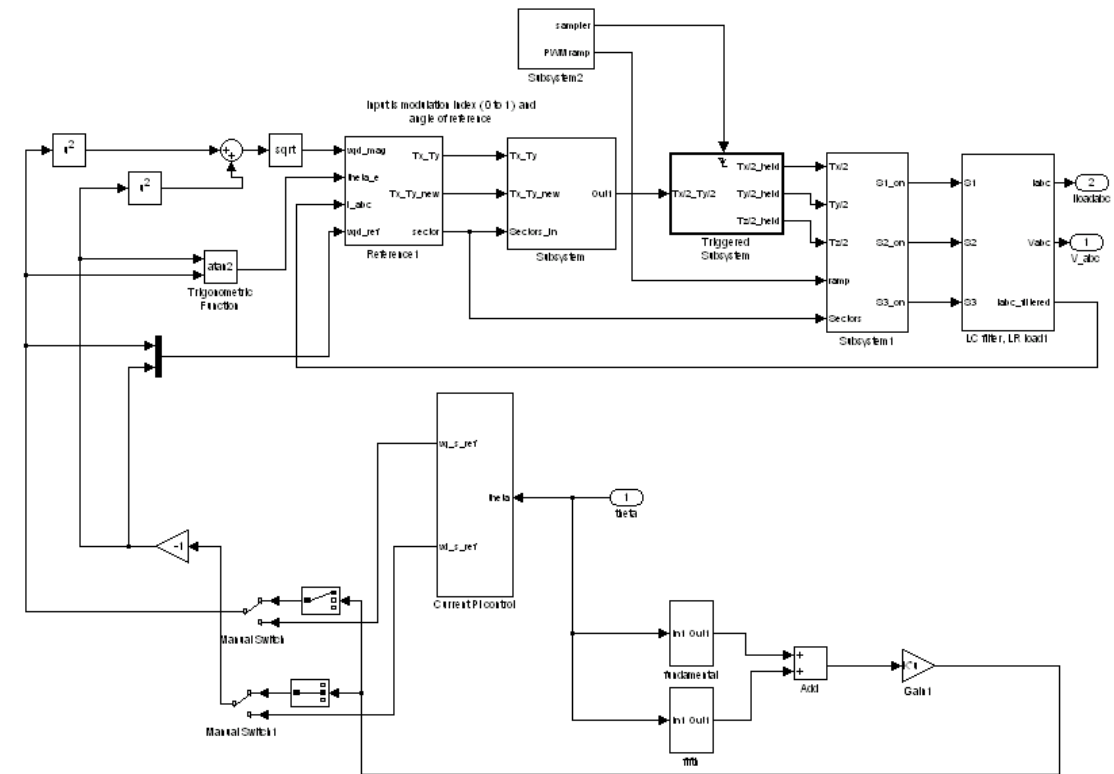 sampler
PWM ramp
Subsystem2
Input is modulation index (0 to 1) and
angle of reference
u²
sqrt
u²
vqd_mag
theta_e
I_abc
vqd_ref
Tx_Ty
Tx_Ty_new
sector
Reference1
Tx_Ty
Tx_Ty_new
Sectors_in
Out1
Subsystem
Tx/2_Ty/2
Tx/2_held
Ty/2_held
Tz/2_held
Triggered
Subsystem
Tx/2
Ty/2
Tz/2
ramp
Sectors
S1_on
S2_on
S3_on
Subsystem1
S1
S2
S3
Iabc
Vabc
Iabc_filtered
LC filter, LR load1
2
Iloadabc
1
V_abc
atan2
Trigonometric
Function
vq_s_ref
vd_s_ref
theta
Current PI control
1
theta
-1
Manual Switch
Manual Switch1
In1 Out1
fundamental
In1 Out1
fifth
+
+
Add
K*u
Gain1